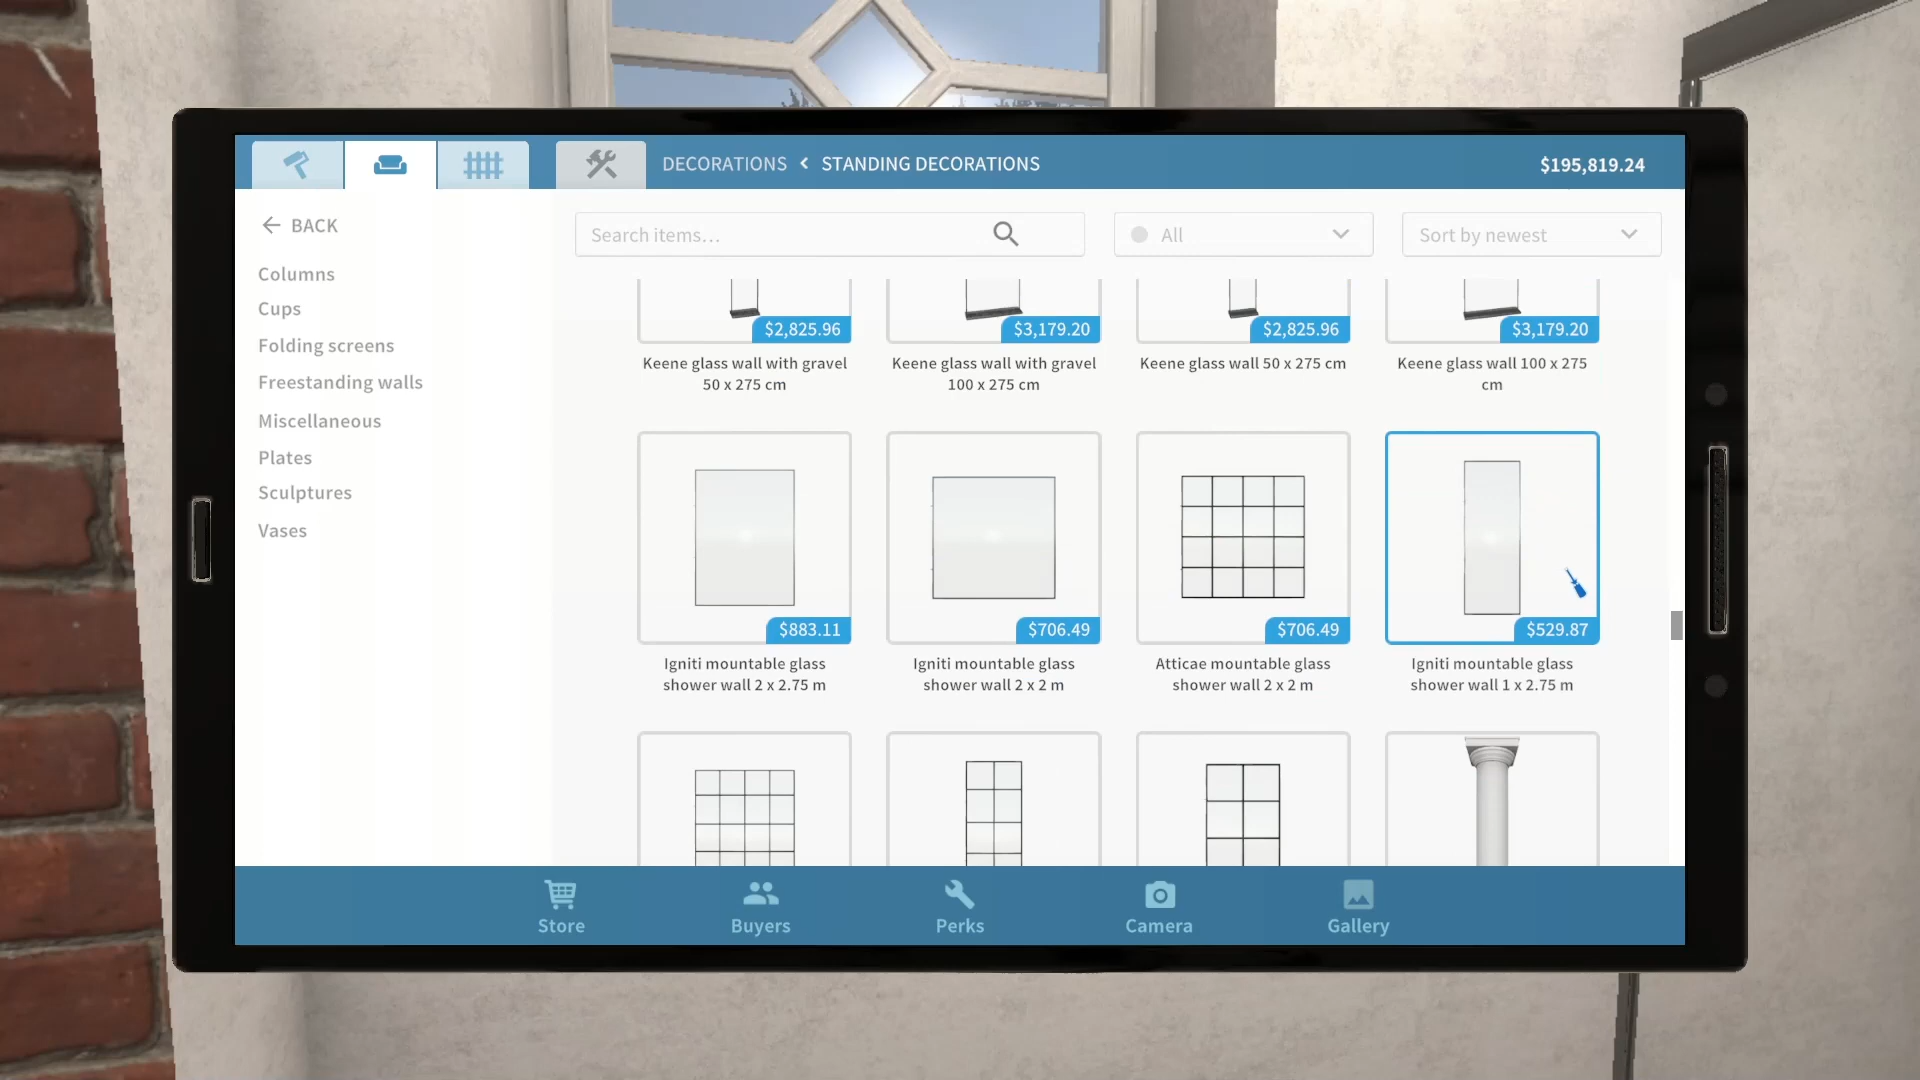 DECORATIONS < STANDING DECORATIONS
$195,819.24
BACK
Search items...
All
Sort by newest
Columns
Cups
Folding screens
Freestanding walls
Miscellaneous
Plates
Sculptures
Vases
$2,825.96
$3,179.20
$2,825.96
$3,179.20
Keene glass wall with gravel
50 x 275 cm
Keene glass wall with gravel
100 x 275 cm
Keene glass wall 50 x 275 cm
Keene glass wall 100 x 275
cm
$883.11
$706.49
$706.49
$529.87
Igniti mountable glass
shower wall 2 x 2.75 m
Igniti mountable glass
shower wall 2 x 2 m
Atticae mountable glass
shower wall 2 x 2 m
Igniti mountable glass
shower wall 1 x 2.75 m
Store
Buyers
Perks
Camera
Gallery